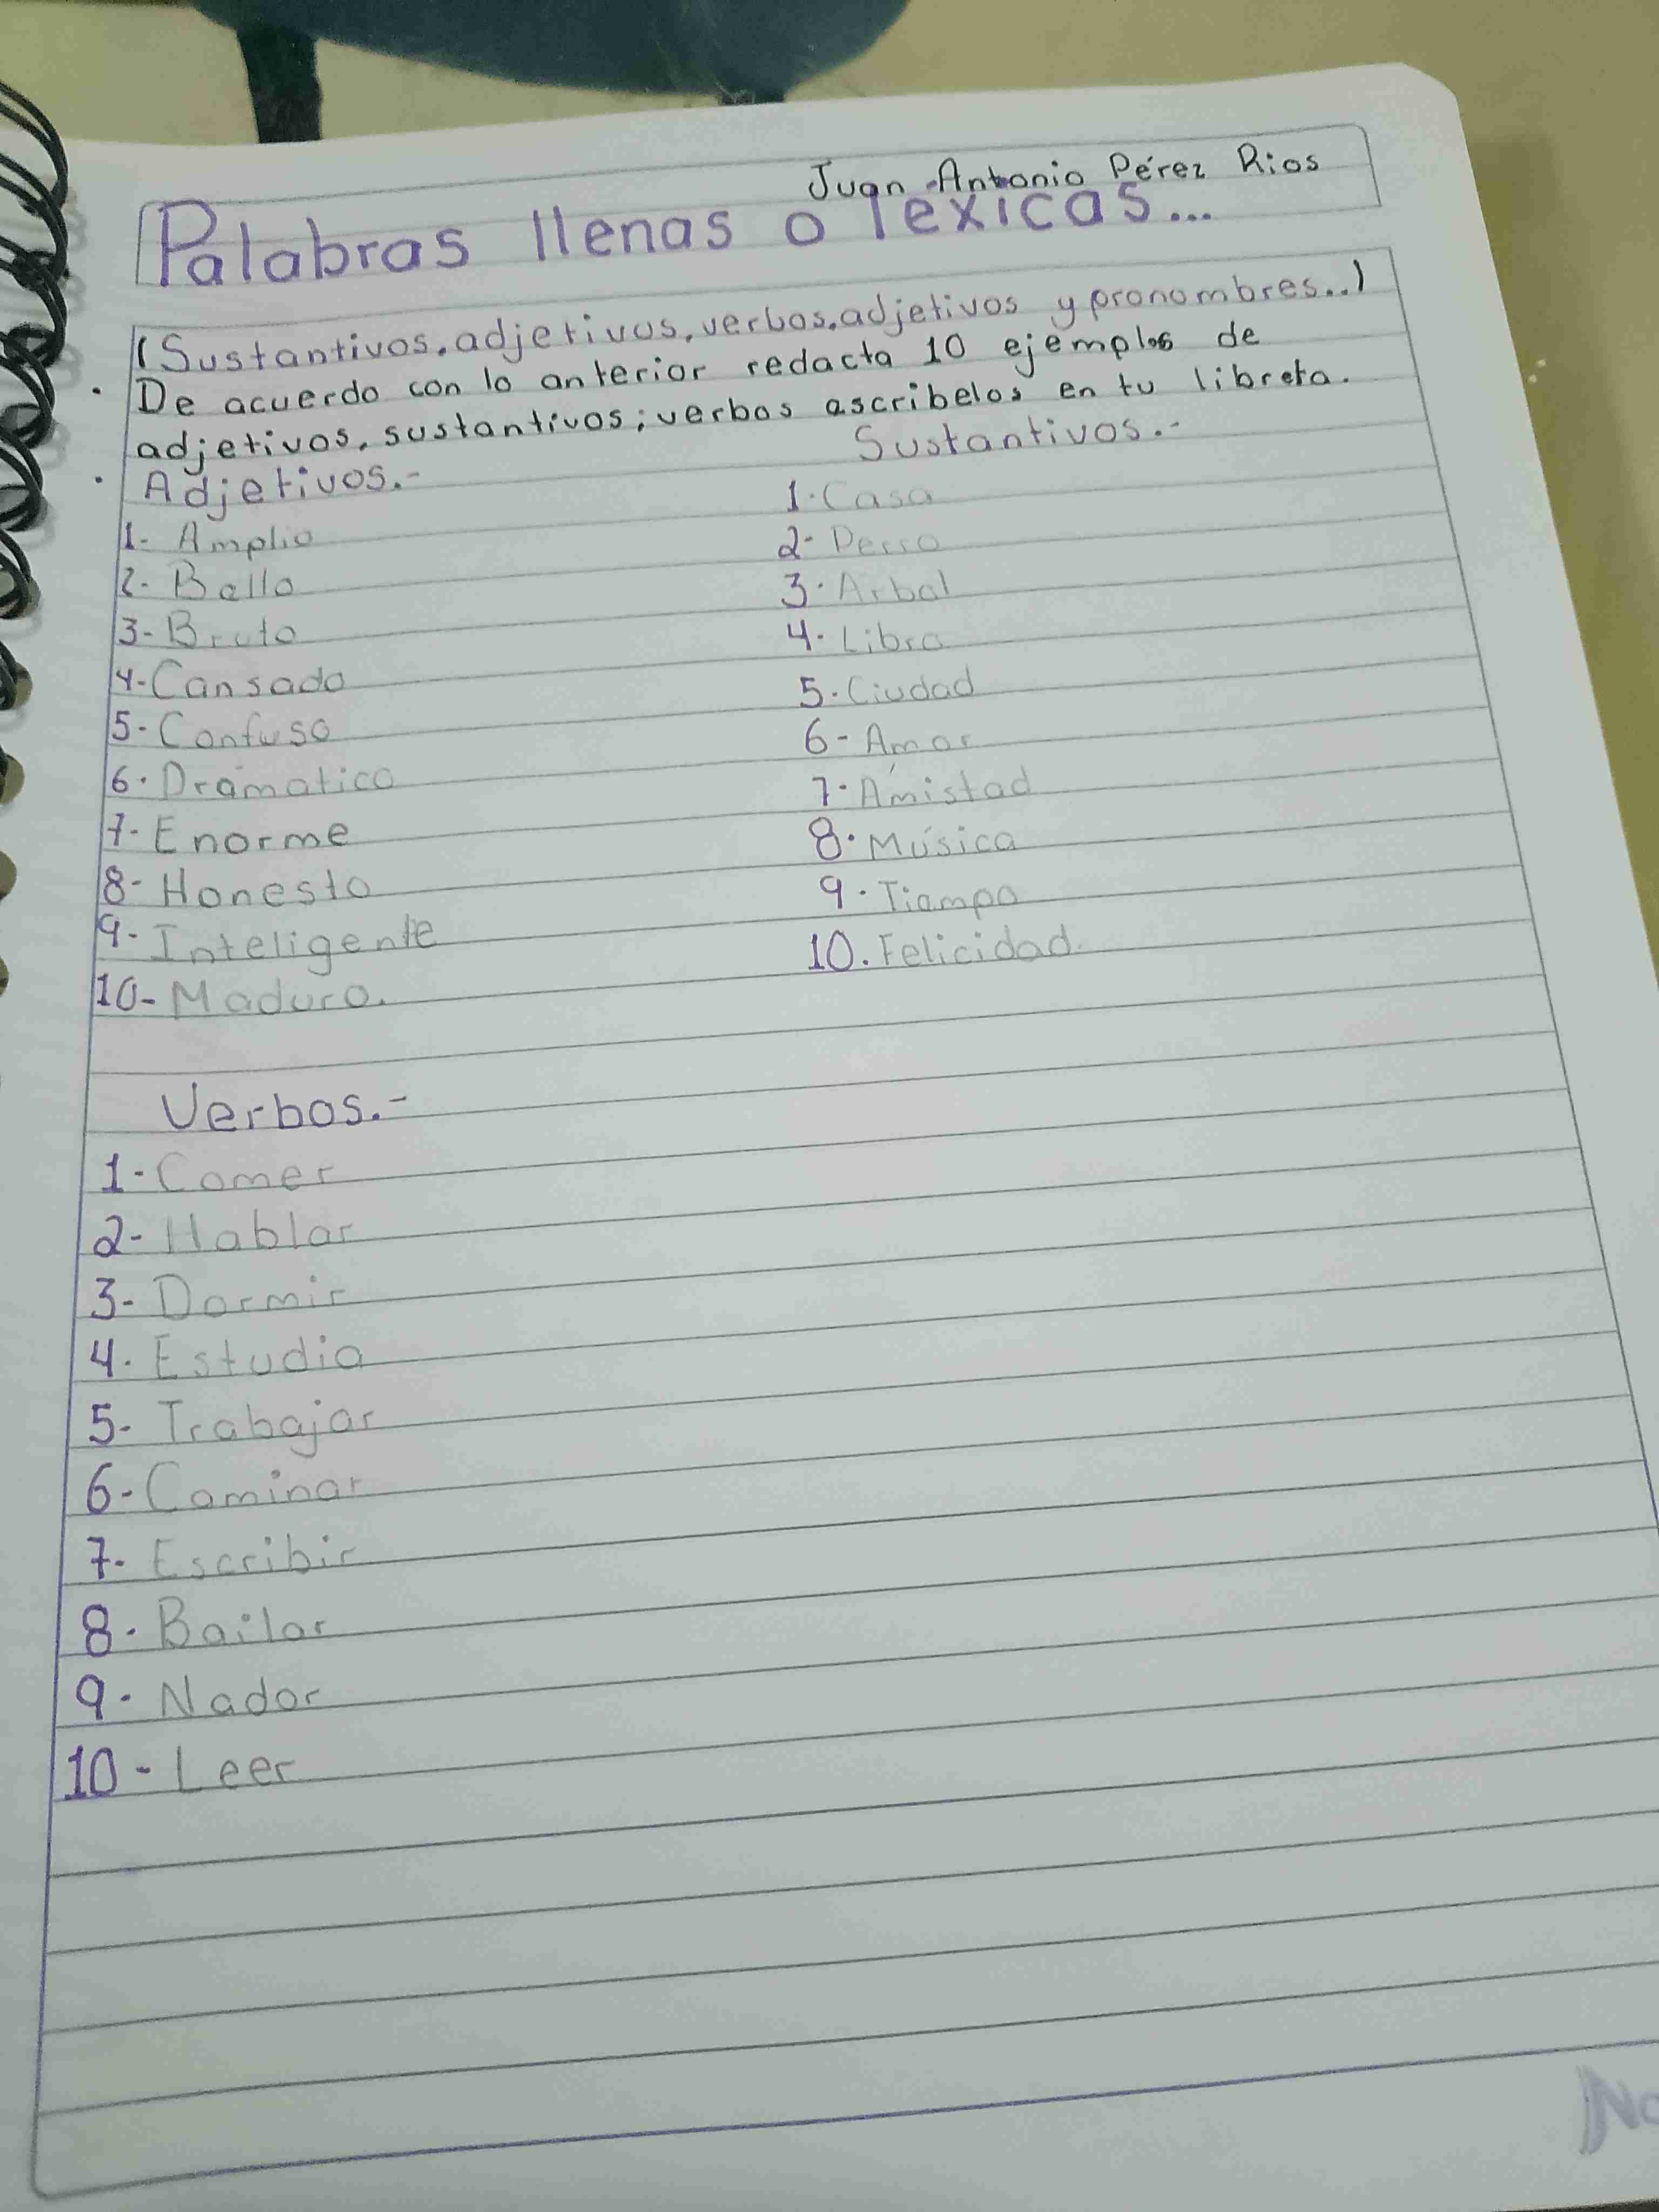 Juan Antonio Pérez Rios
Palabras llenas o lexicas...
(Sustantivos, adjetivos, verbos, adjetivos y pronombres...)
· De acuerdo con lo anterior redacta 10 ejemplos de
adjetivos, sustantivos; verbos ascribelos en tu libreta.
· Adjetivos.-
1- Amplio
2- Bello
3- Bruto
4- Cansado
5- Confuso
6. Dramatico
7- Enorme
8- Honesto
9- Inteligente
10- Maduro.
Sustantivos.-
1. Casa
2- Perro
3. Arbol
4. Libro
5. Ciudad
6- Amor
7. Amistad
8. Música
9. Tiempo
10. Felicidad.
Verbos.-
1- Comer
2- Hablar
3- Dormir
4. Estudia
5- Trabajar
6- Caminar
7- Escribir
8. Bailar
9. Nadar
10- Leer